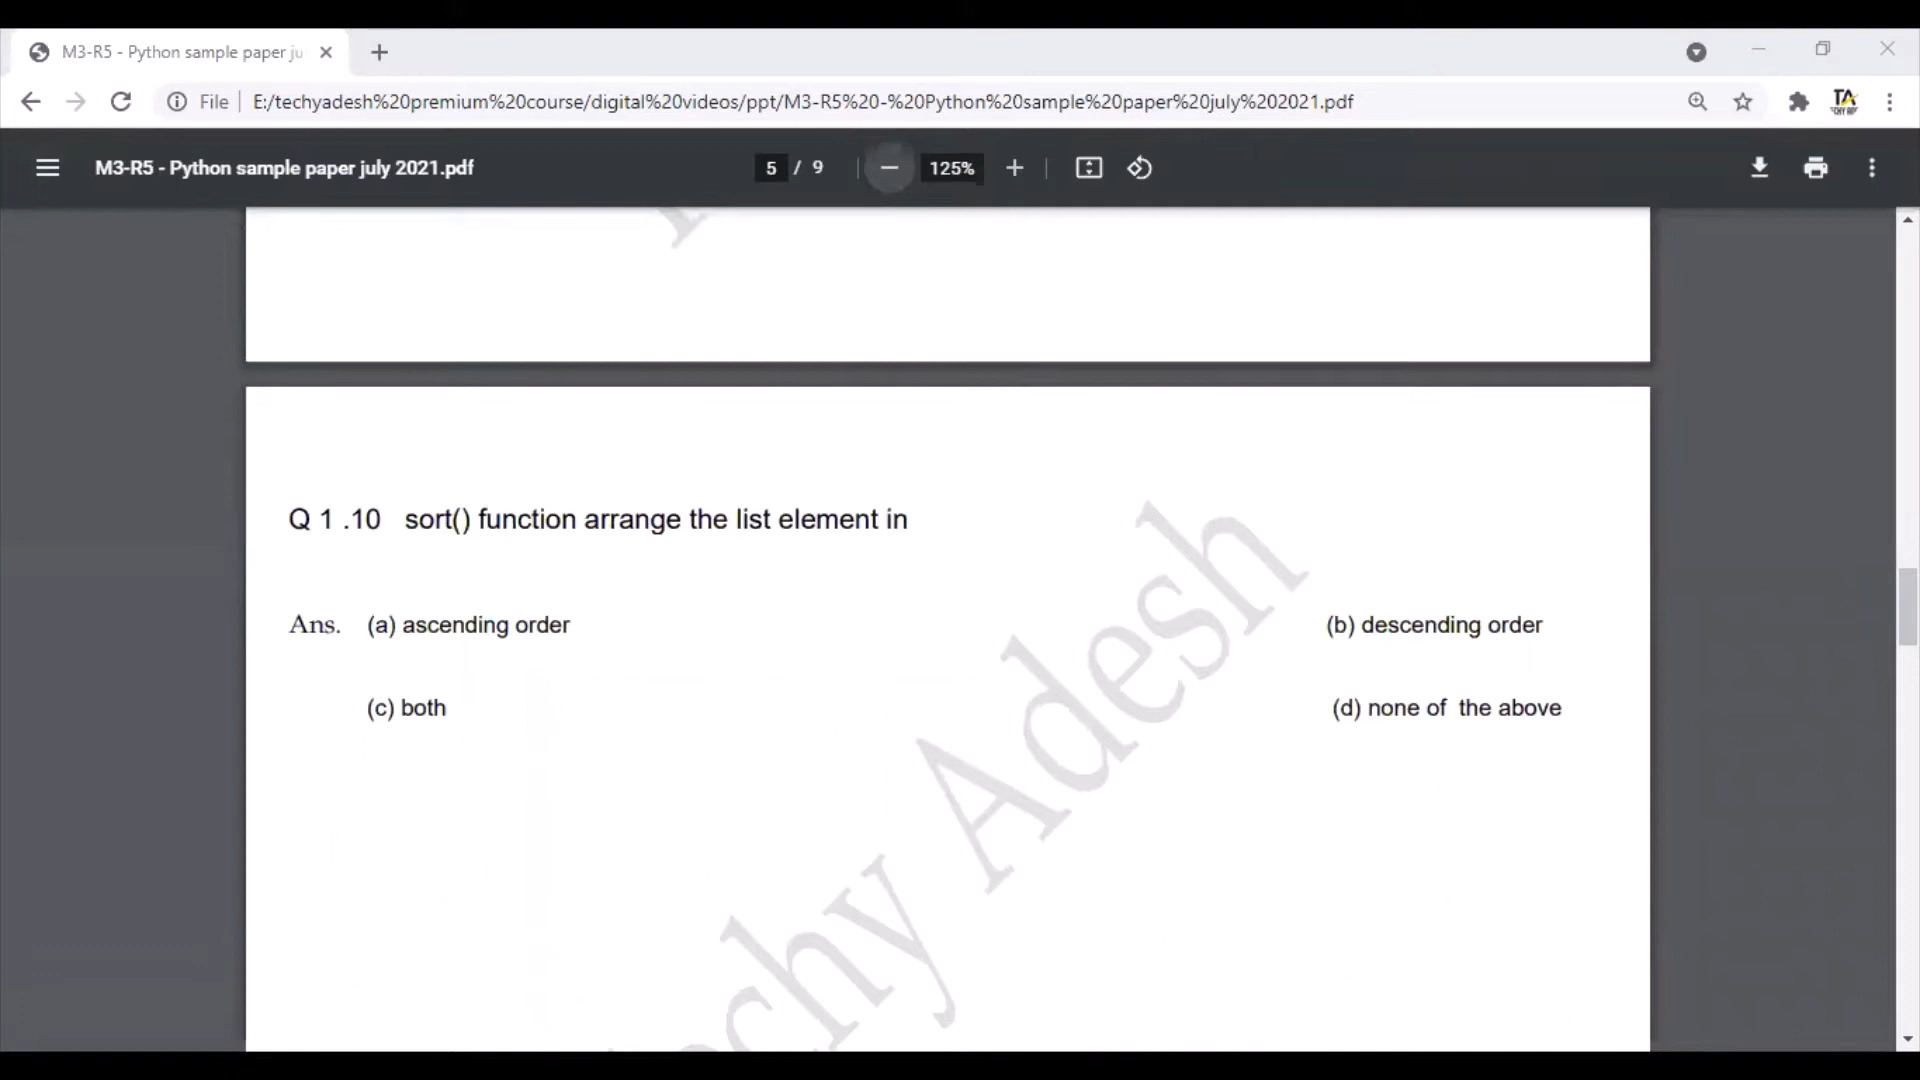 M3-R5 - Python sample paper ju
File E:/techyadesh%20premium%20course/digital%20videos/ppt/M3-R5%20-%20Python%20sample%20paper%20july%202021.pdf
TA
M3-R5 - Python sample paper july 2021.pdf 5 / 9 125%
Q 1 .10 sort() function arrange the list element in
Ans. (a) ascending order (b) descending order
(c) both (d) none of the above
echy Adesh